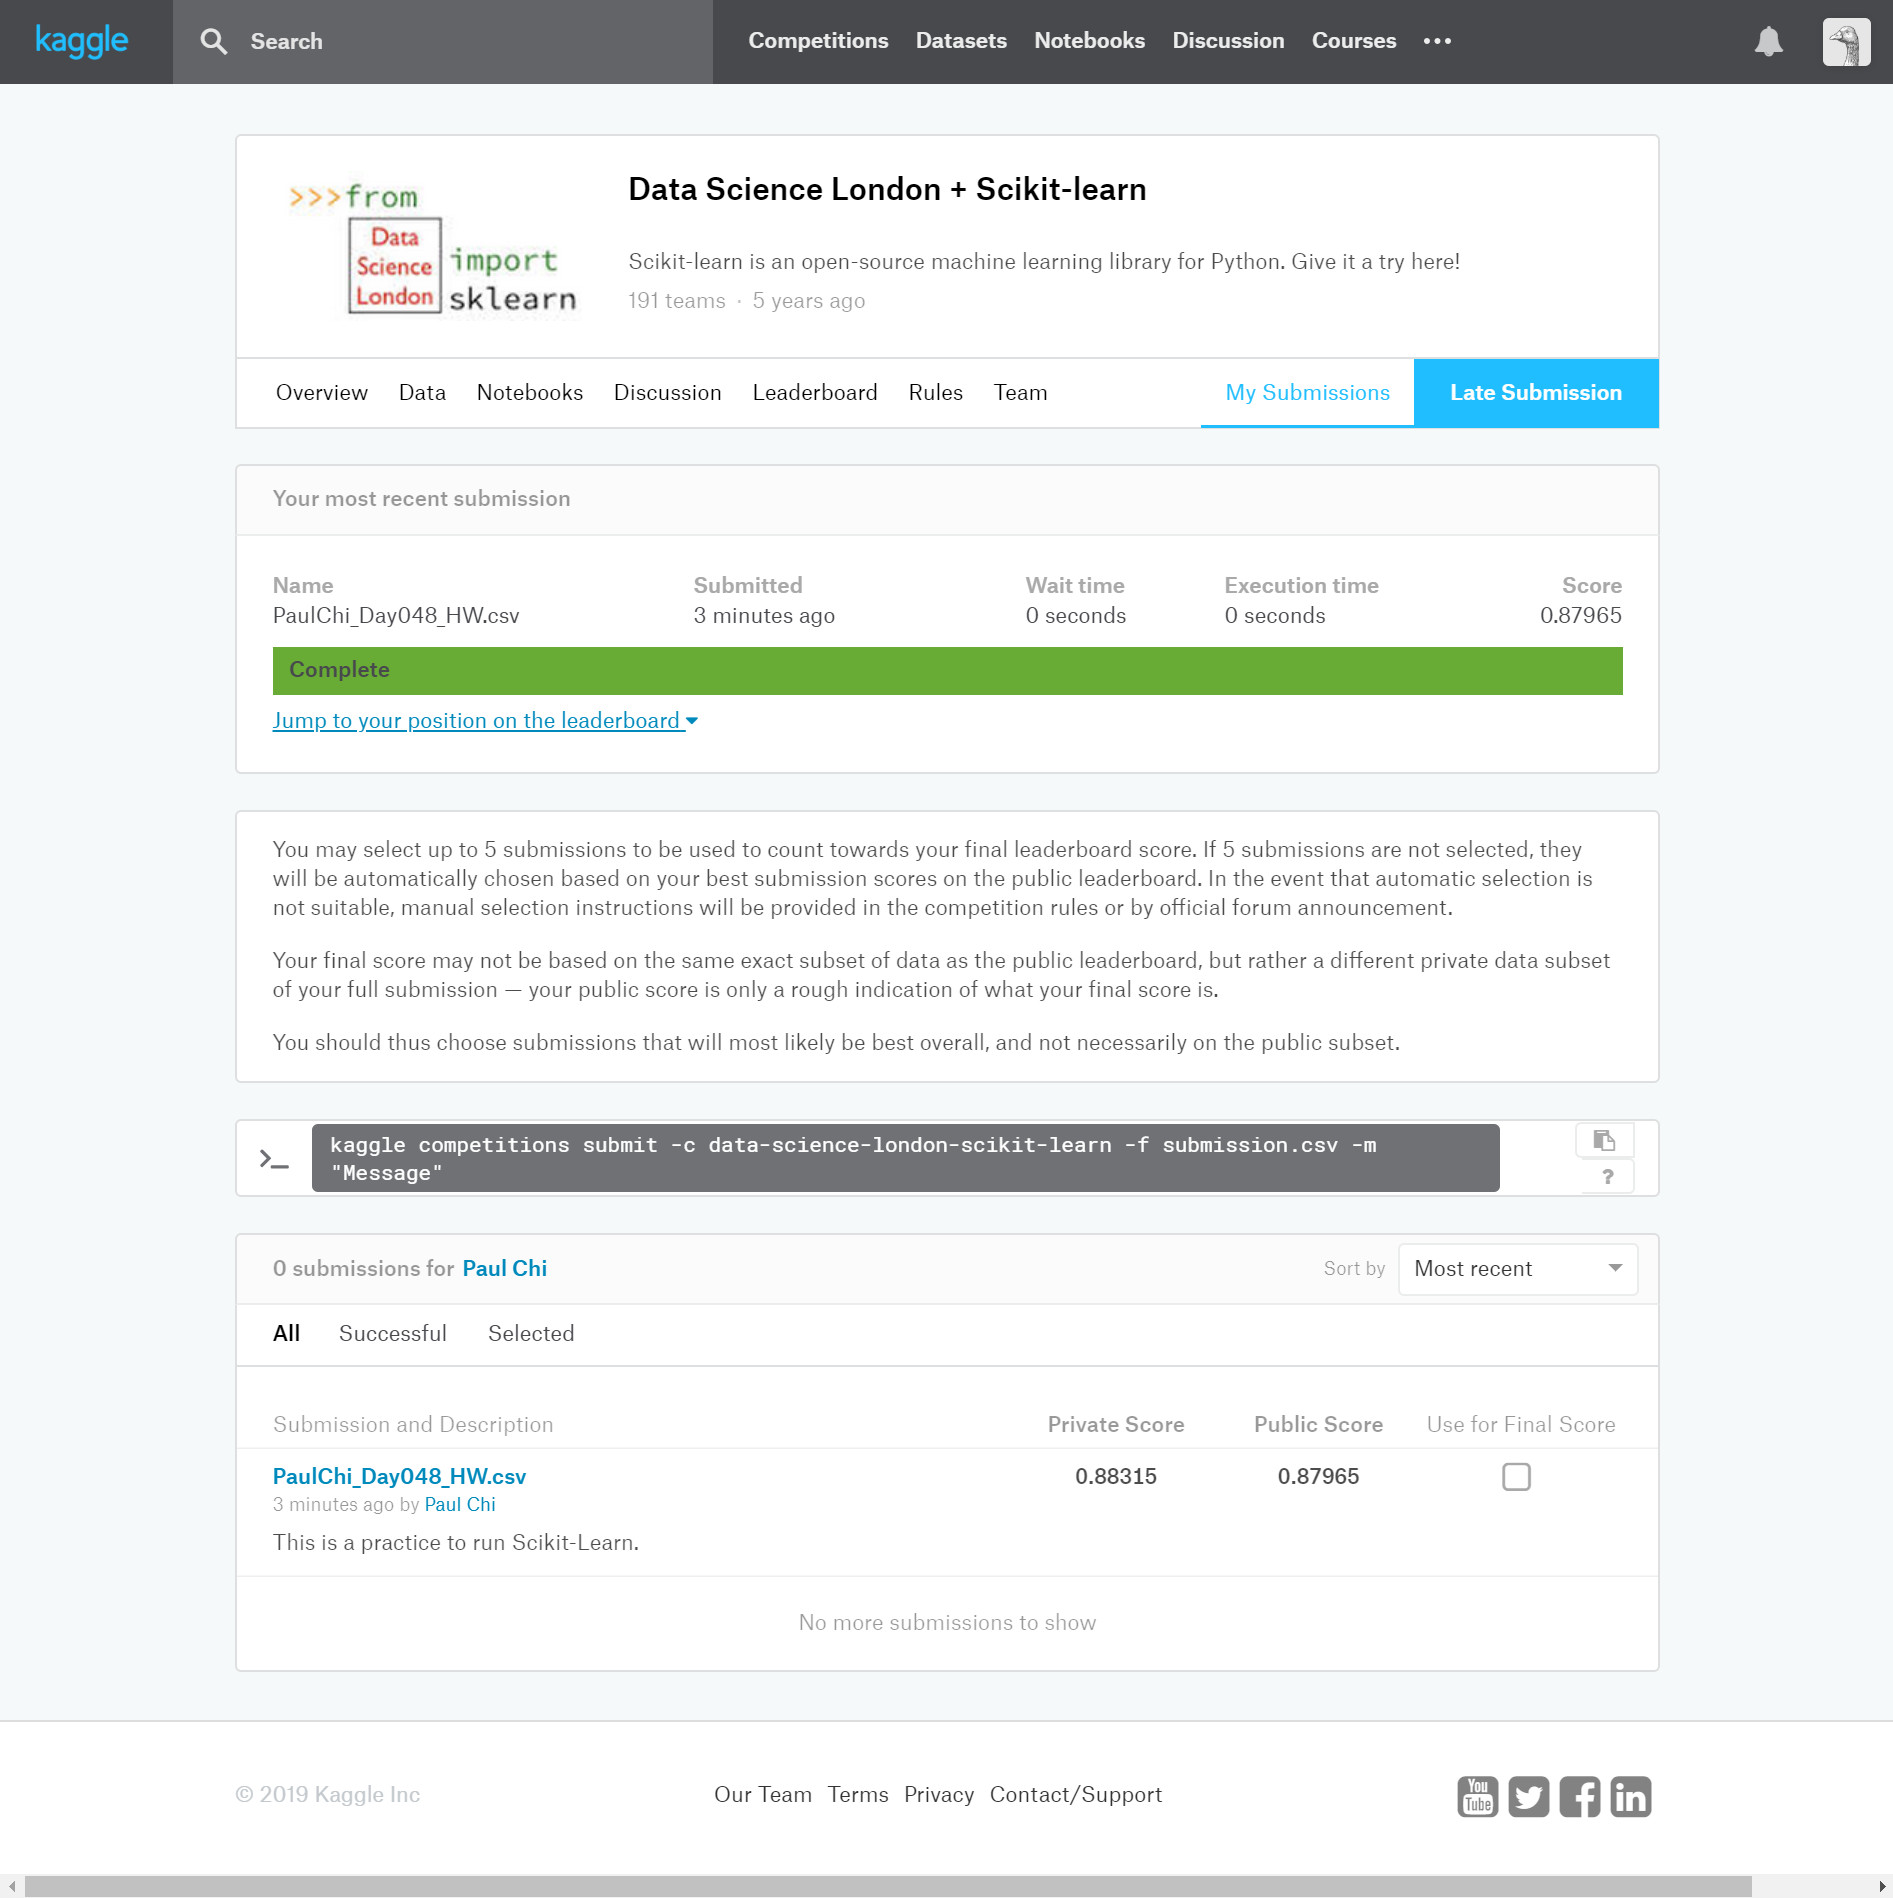 kaggle
Search
Competitions Datasets Notebooks Discussion Courses •••
>>>from
Data
Science
London
import
sklearn
Data Science London + Scikit-learn
Scikit-learn is an open-source machine learning library for Python. Give it a try here!
191 teams · 5 years ago
Overview Data Notebooks Discussion Leaderboard Rules Team My Submissions Late Submission
Your most recent submission
Name Submitted Wait time Execution time Score
PaulChi_Day048_HW.csv 3 minutes ago 0 seconds 0 seconds 0.87965
Complete
Jump to your position on the leaderboard
You may select up to 5 submissions to be used to count towards your final leaderboard score. If 5 submissions are not selected, they
will be automatically chosen based on your best submission scores on the public leaderboard. In the event that automatic selection is
not suitable, manual selection instructions will be provided in the competition rules or by official forum announcement.
Your final score may not be based on the same exact subset of data as the public leaderboard, but rather a different private data subset
of your full submission — your public score is only a rough indication of what your final score is.
You should thus choose submissions that will most likely be best overall, and not necessarily on the public subset.
>_ kaggle competitions submit -c data-science-london-scikit-learn -f submission.csv -m
"Message"
?
0 submissions for Paul Chi Sort by Most recent
All Successful Selected
Submission and Description Private Score Public Score Use for Final Score
PaulChi_Day048_HW.csv 0.88315 0.87965
3 minutes ago by Paul Chi
This is a practice to run Scikit-Learn.
No more submissions to show
© 2019 Kaggle Inc Our Team Terms Privacy Contact/Support You Tube f in